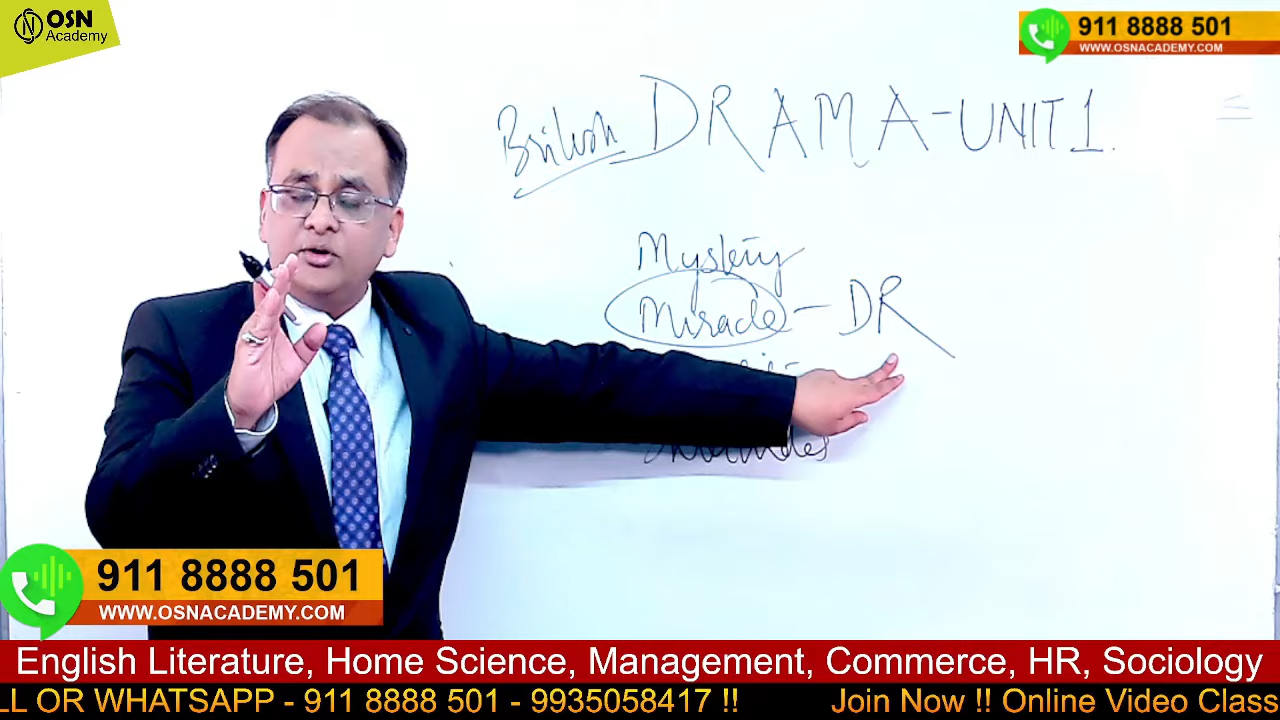 OSN
Academy
911 8888 501
WWW.OSNACADEMY.COM
British DRAMA-UNIT 1.
Mystery
Miracle - DR
911 8888 501
WWW.OSNACADEMY.COM
English Literature, Home Science, Management, Commerce, HR, Sociology
LL OR WHATSAPP - 911 8888 501 - 9935058417 !! Join Now !! Online Video Class